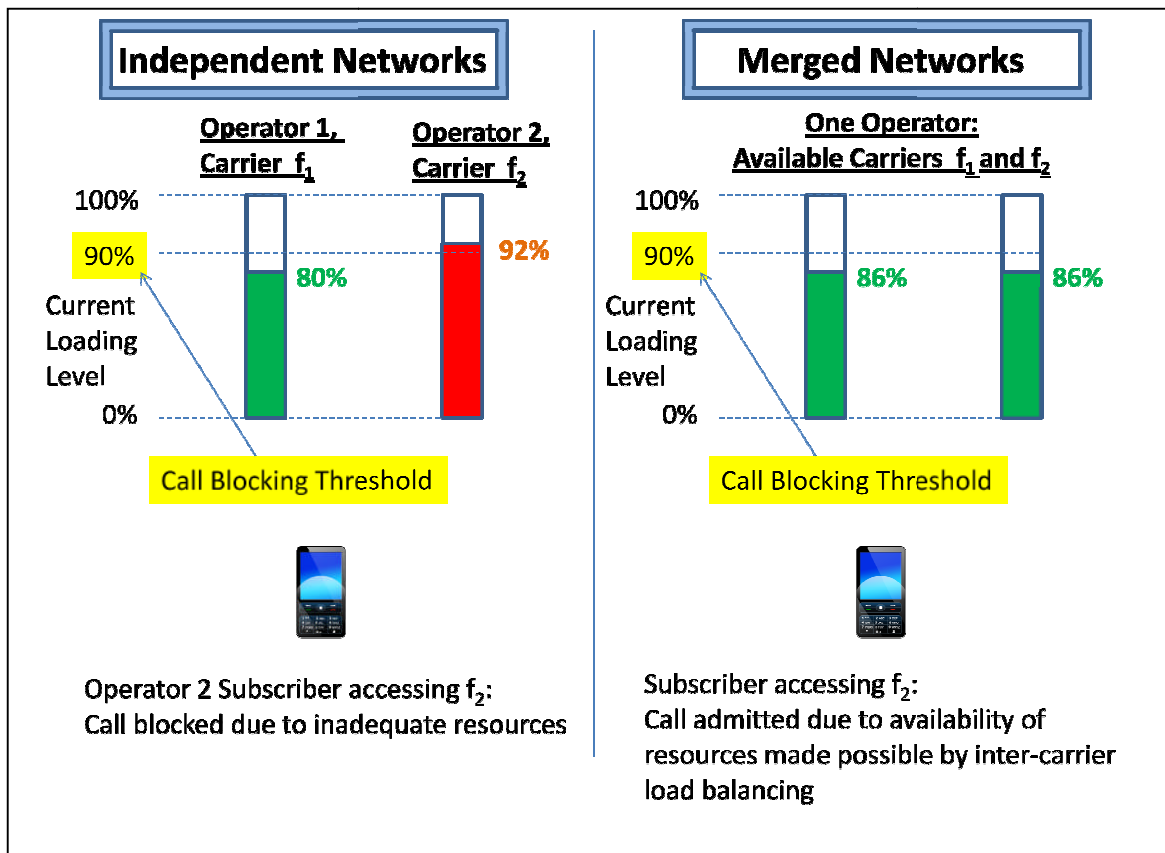 Independent Networks
Operator 1,
Carrier f₁
Operator 2,
Carrier f₂
100%
90%
92%
80%
Current
Loading
Level
0%
Call Blocking Threshold
Operator 2 Subscriber accessing f₂:
Call blocked due to inadequate resources
Merged Networks
One Operator:
Available Carriers f₁ and f₂
100%
90%
86%
86%
Current
Loading
Level
0%
Call Blocking Threshold
Subscriber accessing f₂:
Call admitted due to availability of
resources made possible by inter-carrier
load balancing